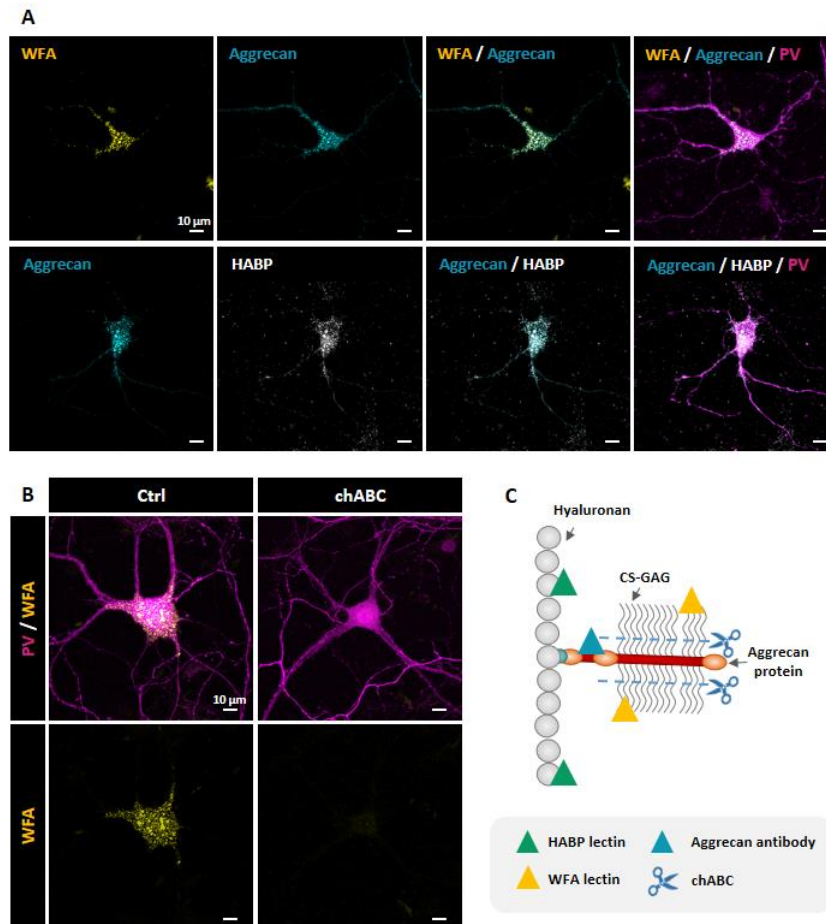 A
WFA
Aggrecan
WFA / Aggrecan
WFA / Aggrecan / PV
10 µm
Aggrecan
HABP
Aggrecan / HABP
Aggrecan / HABP / PV
B
Ctrl
chABC
PV / WFA
10 µm
WFA
C
Hyaluronan
CS-GAG
Aggrecan
protein
HABP lectin
Aggrecan antibody
WFA lectin
chABC